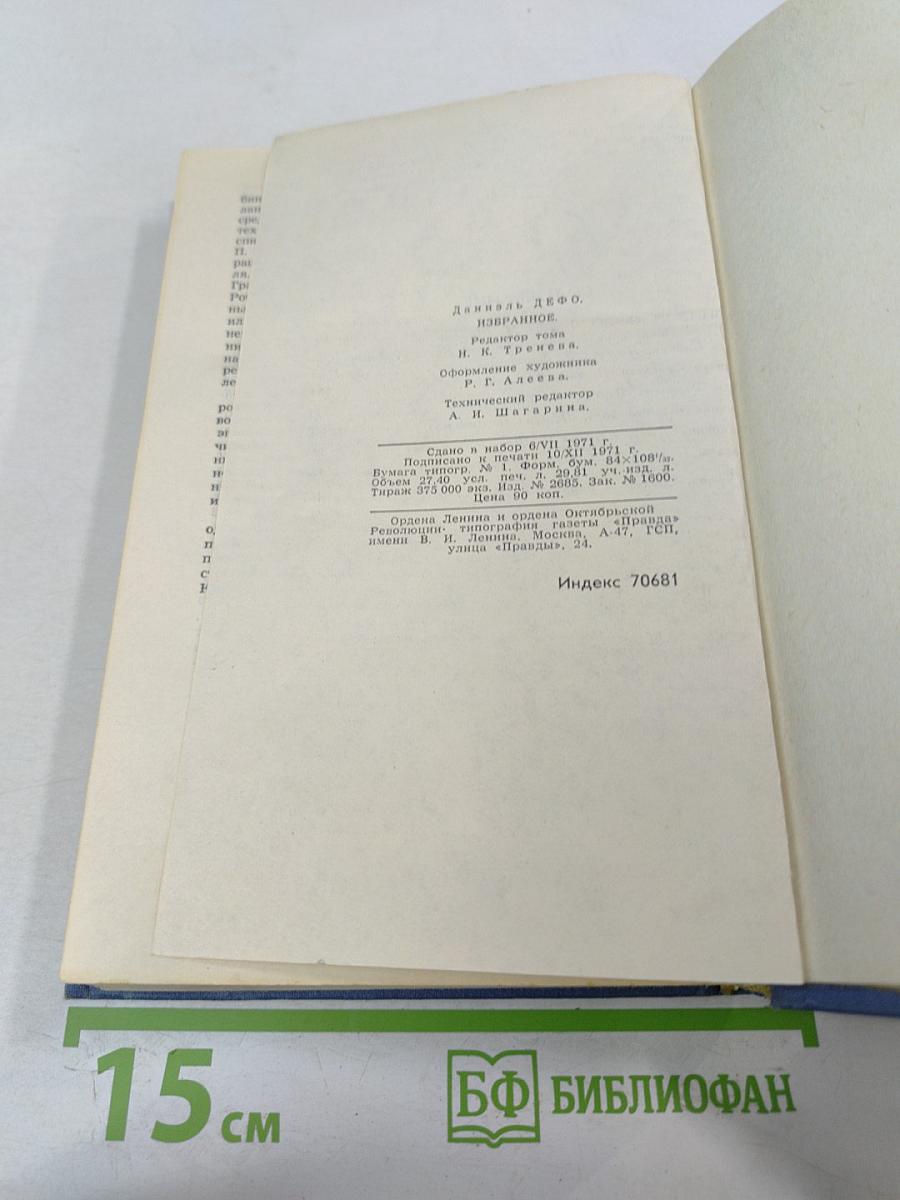 Даниэль ДЕФО.
ИЗБРАННОЕ.
Редактор тома
Н. К. Тренева.
Оформление художника
Р. Г. Алеева.
Технический редактор
А. И. Шагарина.
Сдано в набор 6/VII 1971 г.
Подписано к печати 10/XII 1971 г.
Бумага типогр. № 1. Форм. бум. 84×108¹/₃₂.
Объем 27,40 усл. печ. л. 29,81 уч.-изд. л.
Тираж 375 000 экз. Изд. № 2685. Зак. № 1600.
Цена 90 коп.
Ордена Ленина и ордена Октябрьской
Революции типография газеты «Правда»
имени В. И. Ленина. Москва, А-47, ГСП,
улица «Правды», 24.
Индекс 70681
15 см
БФ БИБЛИОФАН